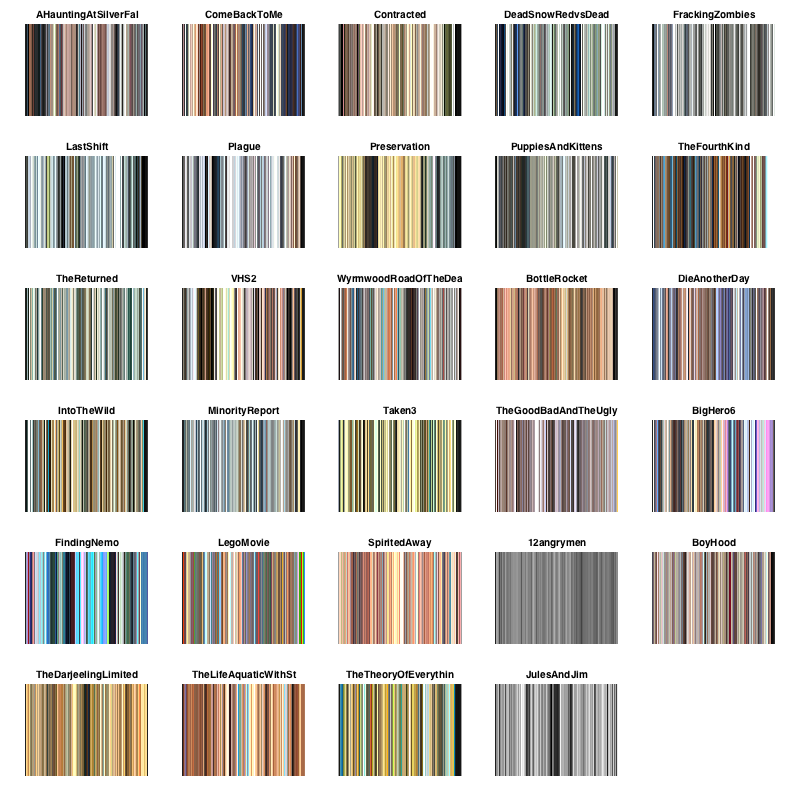 AHauntingAtSilverFal
ComeBackToMe
Contracted
DeadSnowRedvsDead
FrackingZombies
LastShift
Plague
Preservation
PuppiesAndKittens
TheFourthKind
TheReturned
VHS2
WyrmwoodRoadOfTheDea
BottleRocket
DieAnotherDay
IntoTheWild
MinorityReport
Taken3
TheGoodBadAndTheUgly
BigHero6
FindingNemo
LegoMovie
SpiritedAway
12angrymen
BoyHood
TheDarjeelingLimited
TheLifeAquaticWithSt
TheTheoryOfEverythin
JulesAndJim